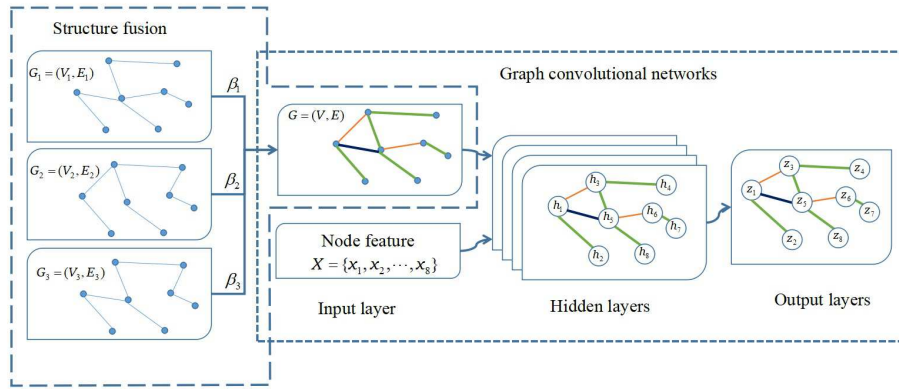 Structure fusion
G₁ = (V₁, E₁)
β₁
G₂ = (V₂, E₂)
β₂
G₃ = (V₃, E₃)
β₃
Graph convolutional networks
G = (V, E)
Node feature
X = {x₁, x₂, ⋯, x₈}
Input layer
h₁
h₂
h₃
h₄
h₅
h₆
h₇
h₈
Hidden layers
z₁
z₂
z₃
z₄
z₅
z₆
z₇
z₈
Output layers